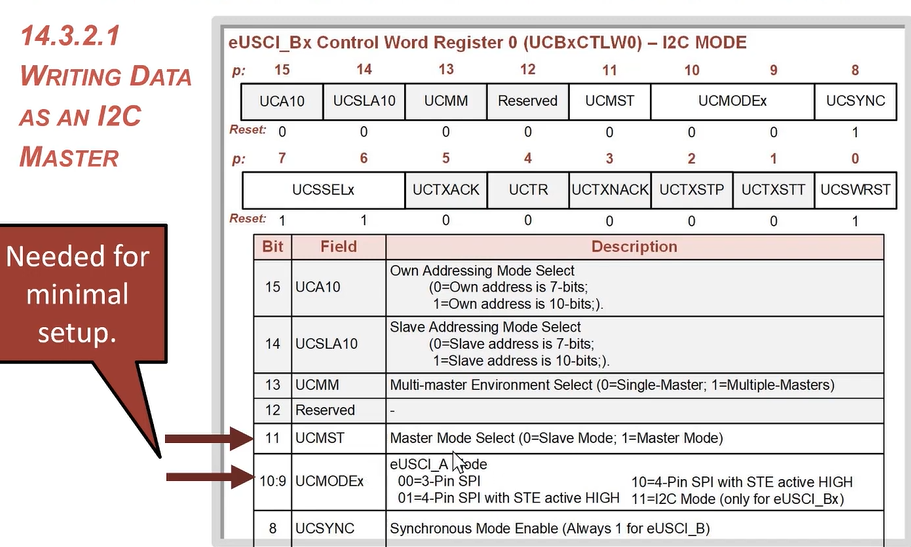 14.3.2.1
WRITING DATA
AS AN I2C
MASTER
Needed for
minimal
setup.
eUSCI_Bx Control Word Register 0 (UCBxCTLW0) – I2C MODE
p: 15 14 13 12 11 10 9 8
UCA10 UCSLA10 UCMM Reserved UCMST UCMODEx UCSYNC
Reset: 0 0 0 0 0 0 0 1
p: 7 6 5 4 3 2 1 0
UCSSELx UCTXACK UCTR UCTXNACK UCTXSTP UCTXSTT UCSWRST
Reset: 1 1 0 0 0 0 0 1
Bit Field Description
15 UCA10 Own Addressing Mode Select
(0=Own address is 7-bits;
1=Own address is 10-bits;).
14 UCSLA10 Slave Addressing Mode Select
(0=Slave address is 7-bits;
1=Slave address is 10-bits;).
13 UCMM Multi-master Environment Select (0=Single-Master; 1=Multiple-Masters)
12 Reserved -
11 UCMST Master Mode Select (0=Slave Mode; 1=Master Mode)
10:9 UCMODEx eUSCI_A Mode
00=3-Pin SPI 10=4-Pin SPI with STE active HIGH
01=4-Pin SPI with STE active HIGH 11=I2C Mode (only for eUSCI_Bx)
8 UCSYNC Synchronous Mode Enable (Always 1 for eUSCI_B)